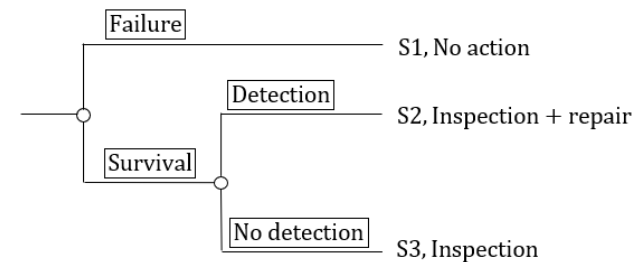 Failure
S1, No action
Detection
S2, Inspection + repair
Survival
No detection
S3, Inspection